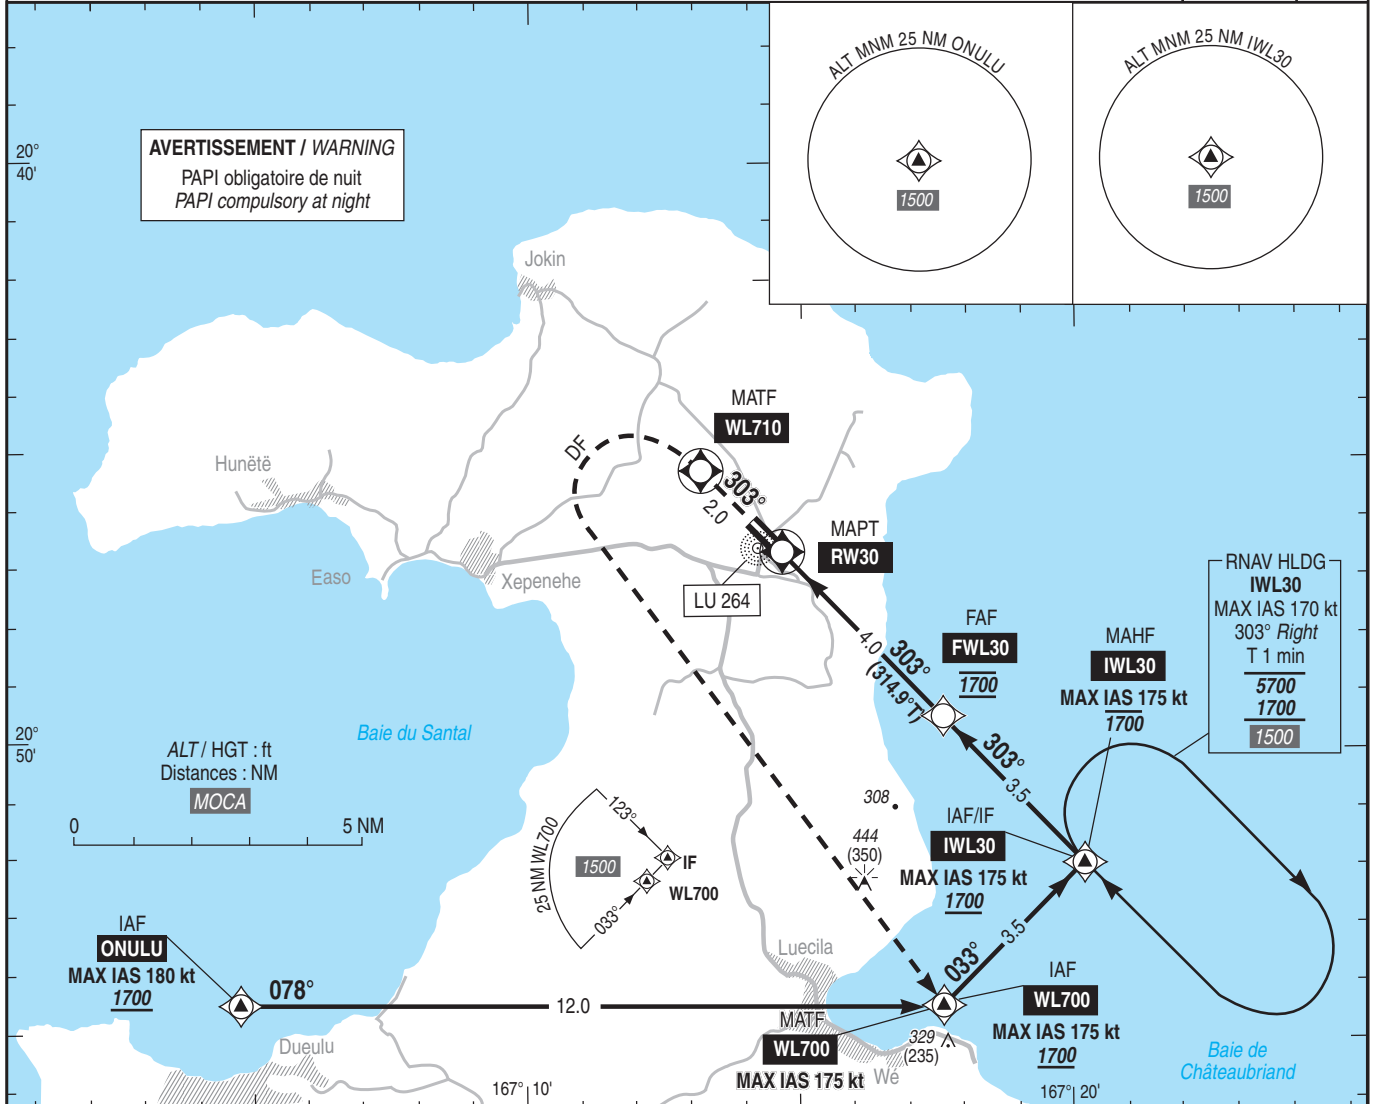 ALT MNM 25 NM ONULU
1500
ALT MNM 25 NM IWL30
1500
20°
40'
AVERTISSEMENT / WARNING
PAPI obligatoire de nuit
PAPI compulsory at night
Jokin
MATF
WL710
DF
303°
2.0
Hunëtë
MAPT
RW30
Easo
Xepenehe
LU 264
RNAV HLDG
IWL30
MAX IAS 170 kt
303° Right
T 1 min
5700
1700
1500
FAF
FWL30
1700
4.0
303°
(314.9°T)
MAHF
IWL30
MAX IAS 175 kt
1700
20°
50'
Baie du Santal
ALT / HGT : ft
Distances : NM
MOCA
0
5 NM
303°
3.5
308
444
(350)
IAF/IF
IWL30
MAX IAS 175 kt
1700
25 NM WL700
123°
1500
IF
WL700
033°
IAF
ONULU
MAX IAS 180 kt
1700
078°
12.0
Luecila
033°
3.5
IAF
WL700
MAX IAS 175 kt
1700
MATF
WL700
MAX IAS 175 kt
329
(235)
Wé
Dueulu
Baie de
Châteaubriand
167° 10'
167° 20'